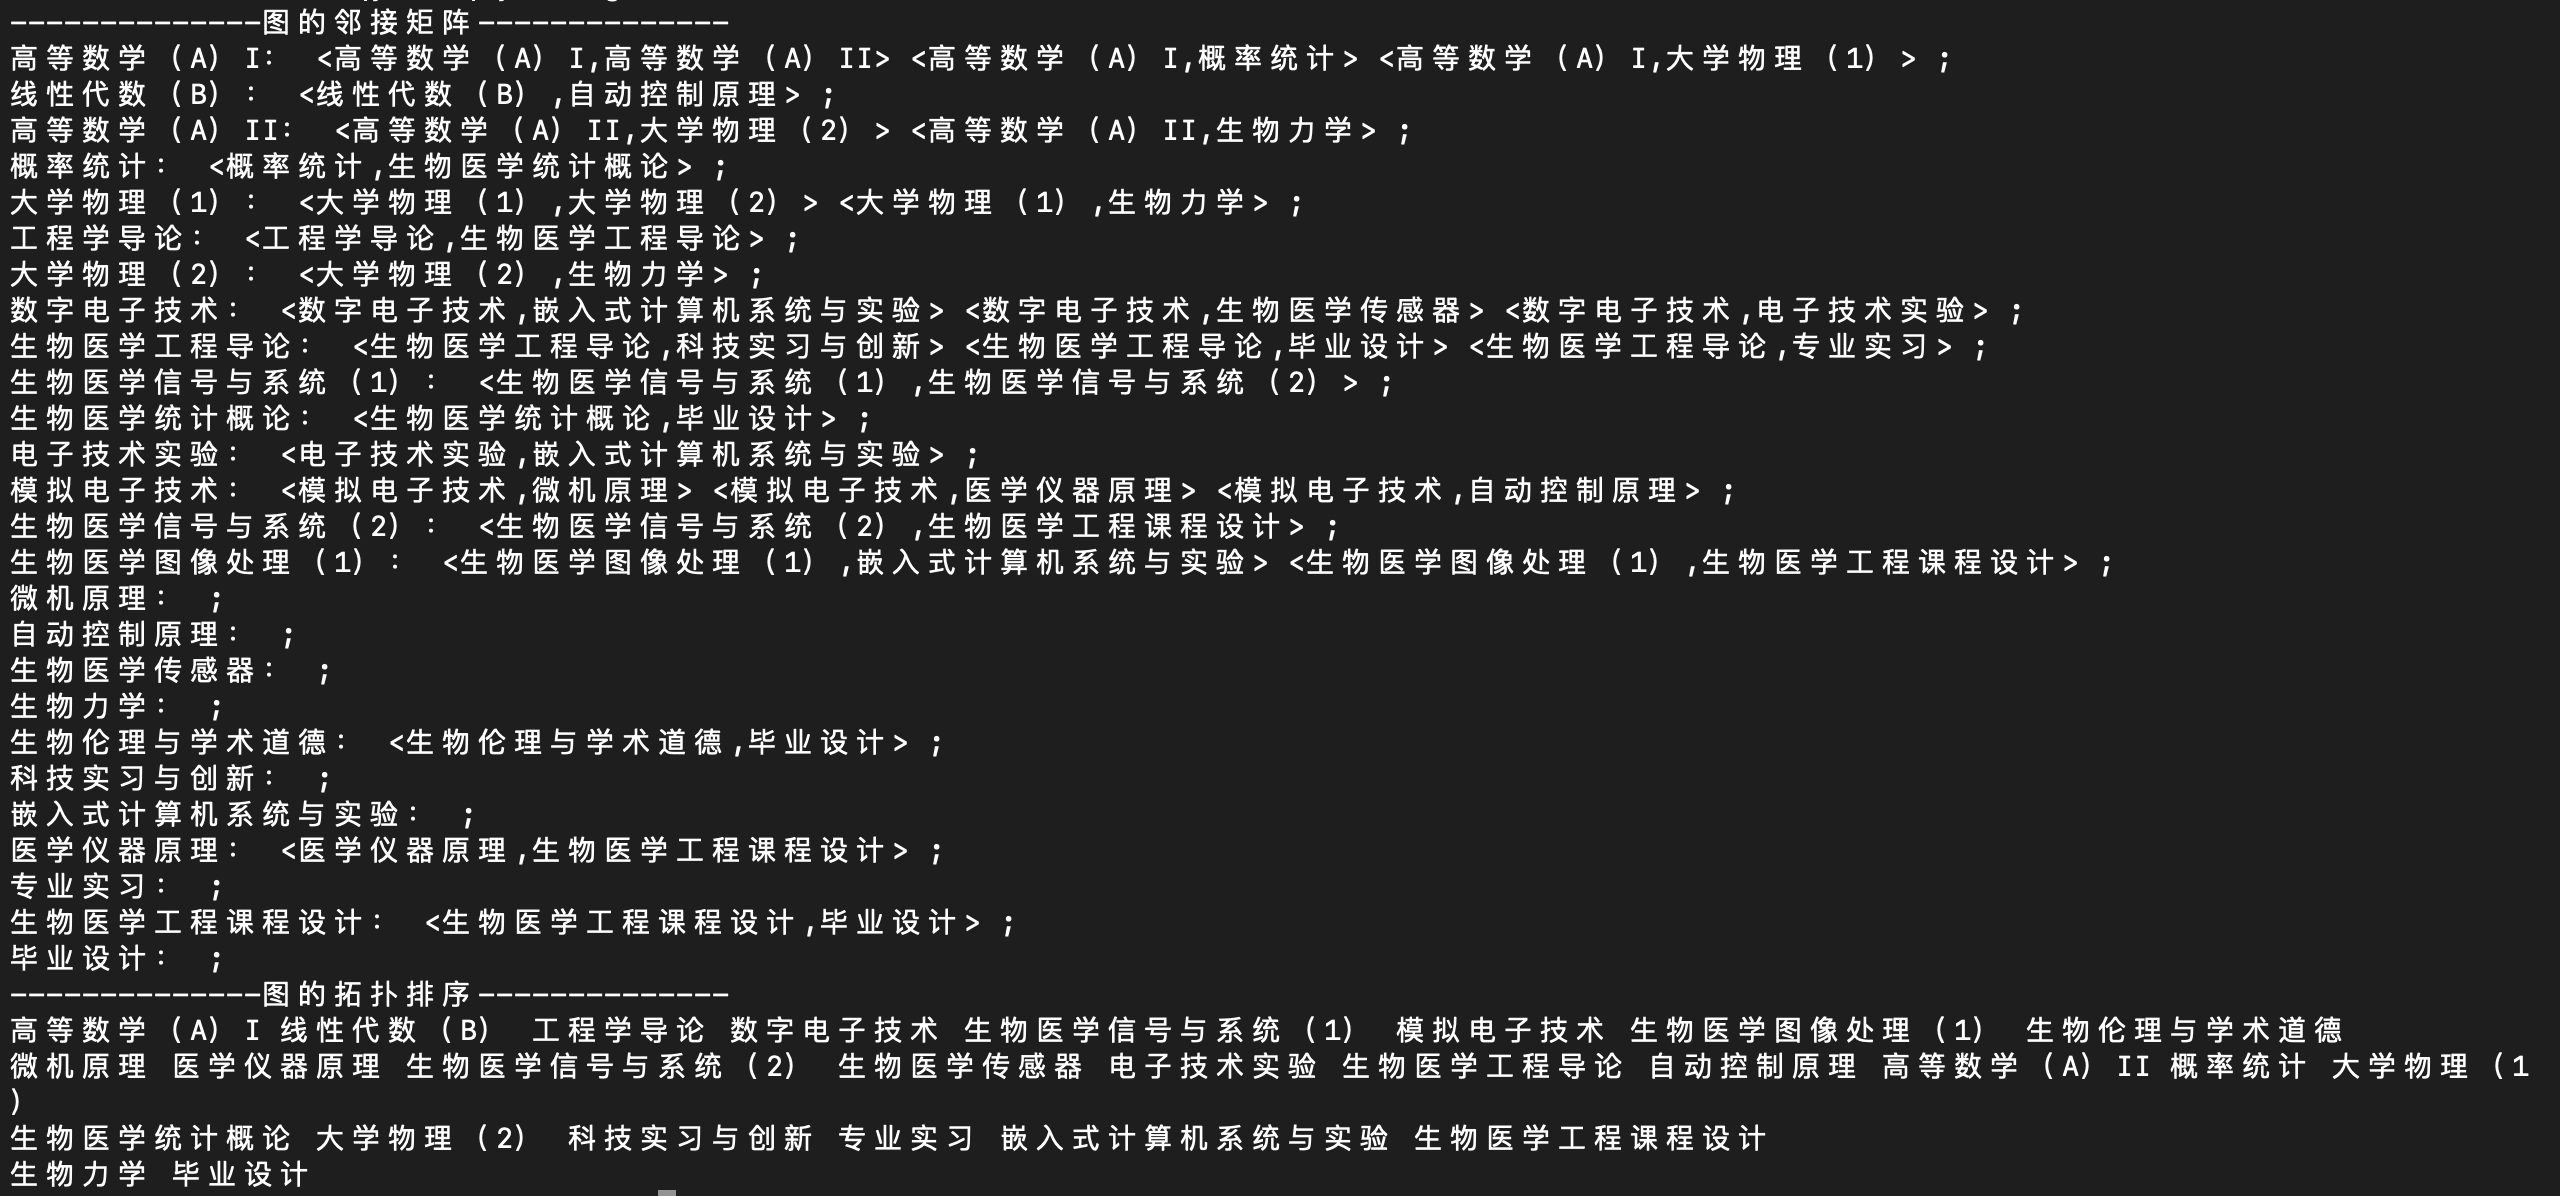 --------------图的邻接矩阵--------------
高等数学（A）I： <高等数学（A）I,高等数学（A）II> <高等数学（A）I,概率统计> <高等数学（A）I,大学物理（1）> ;
线性代数（B）： <线性代数（B）,自动控制原理> ;
高等数学（A）II： <高等数学（A）II,大学物理（2）> <高等数学（A）II,生物力学> ;
概率统计： <概率统计,生物医学统计概论> ;
大学物理（1）： <大学物理（1）,大学物理（2）> <大学物理（1）,生物力学> ;
工程学导论： <工程学导论,生物医学工程导论> ;
大学物理（2）： <大学物理（2）,生物力学> ;
数字电子技术： <数字电子技术,嵌入式计算机系统与实验> <数字电子技术,生物医学传感器> <数字电子技术,电子技术实验> ;
生物医学工程导论： <生物医学工程导论,科技实习与创新> <生物医学工程导论,毕业设计> <生物医学工程导论,专业实习> ;
生物医学信号与系统（1）： <生物医学信号与系统（1）,生物医学信号与系统（2）> ;
生物医学统计概论： <生物医学统计概论,毕业设计> ;
电子技术实验： <电子技术实验,嵌入式计算机系统与实验> ;
模拟电子技术： <模拟电子技术,微机原理> <模拟电子技术,医学仪器原理> <模拟电子技术,自动控制原理> ;
生物医学信号与系统（2）： <生物医学信号与系统（2）,生物医学工程课程设计> ;
生物医学图像处理（1）： <生物医学图像处理（1）,嵌入式计算机系统与实验> <生物医学图像处理（1）,生物医学工程课程设计> ;
微机原理： ;
自动控制原理： ;
生物医学传感器： ;
生物力学： ;
生物伦理与学术道德： <生物伦理与学术道德,毕业设计> ;
科技实习与创新： ;
嵌入式计算机系统与实验： ;
医学仪器原理： <医学仪器原理,生物医学工程课程设计> ;
专业实习： ;
生物医学工程课程设计： <生物医学工程课程设计,毕业设计> ;
毕业设计： ;
--------------图的拓扑排序--------------
高等数学（A）I 线性代数（B） 工程学导论 数字电子技术 生物医学信号与系统（1） 模拟电子技术 生物医学图像处理（1） 生物伦理与学术道德
微机原理 医学仪器原理 生物医学信号与系统（2） 生物医学传感器 电子技术实验 生物医学工程导论 自动控制原理 高等数学（A）II 概率统计 大学物理（1
）
生物医学统计概论 大学物理（2） 科技实习与创新 专业实习 嵌入式计算机系统与实验 生物医学工程课程设计
生物力学 毕业设计